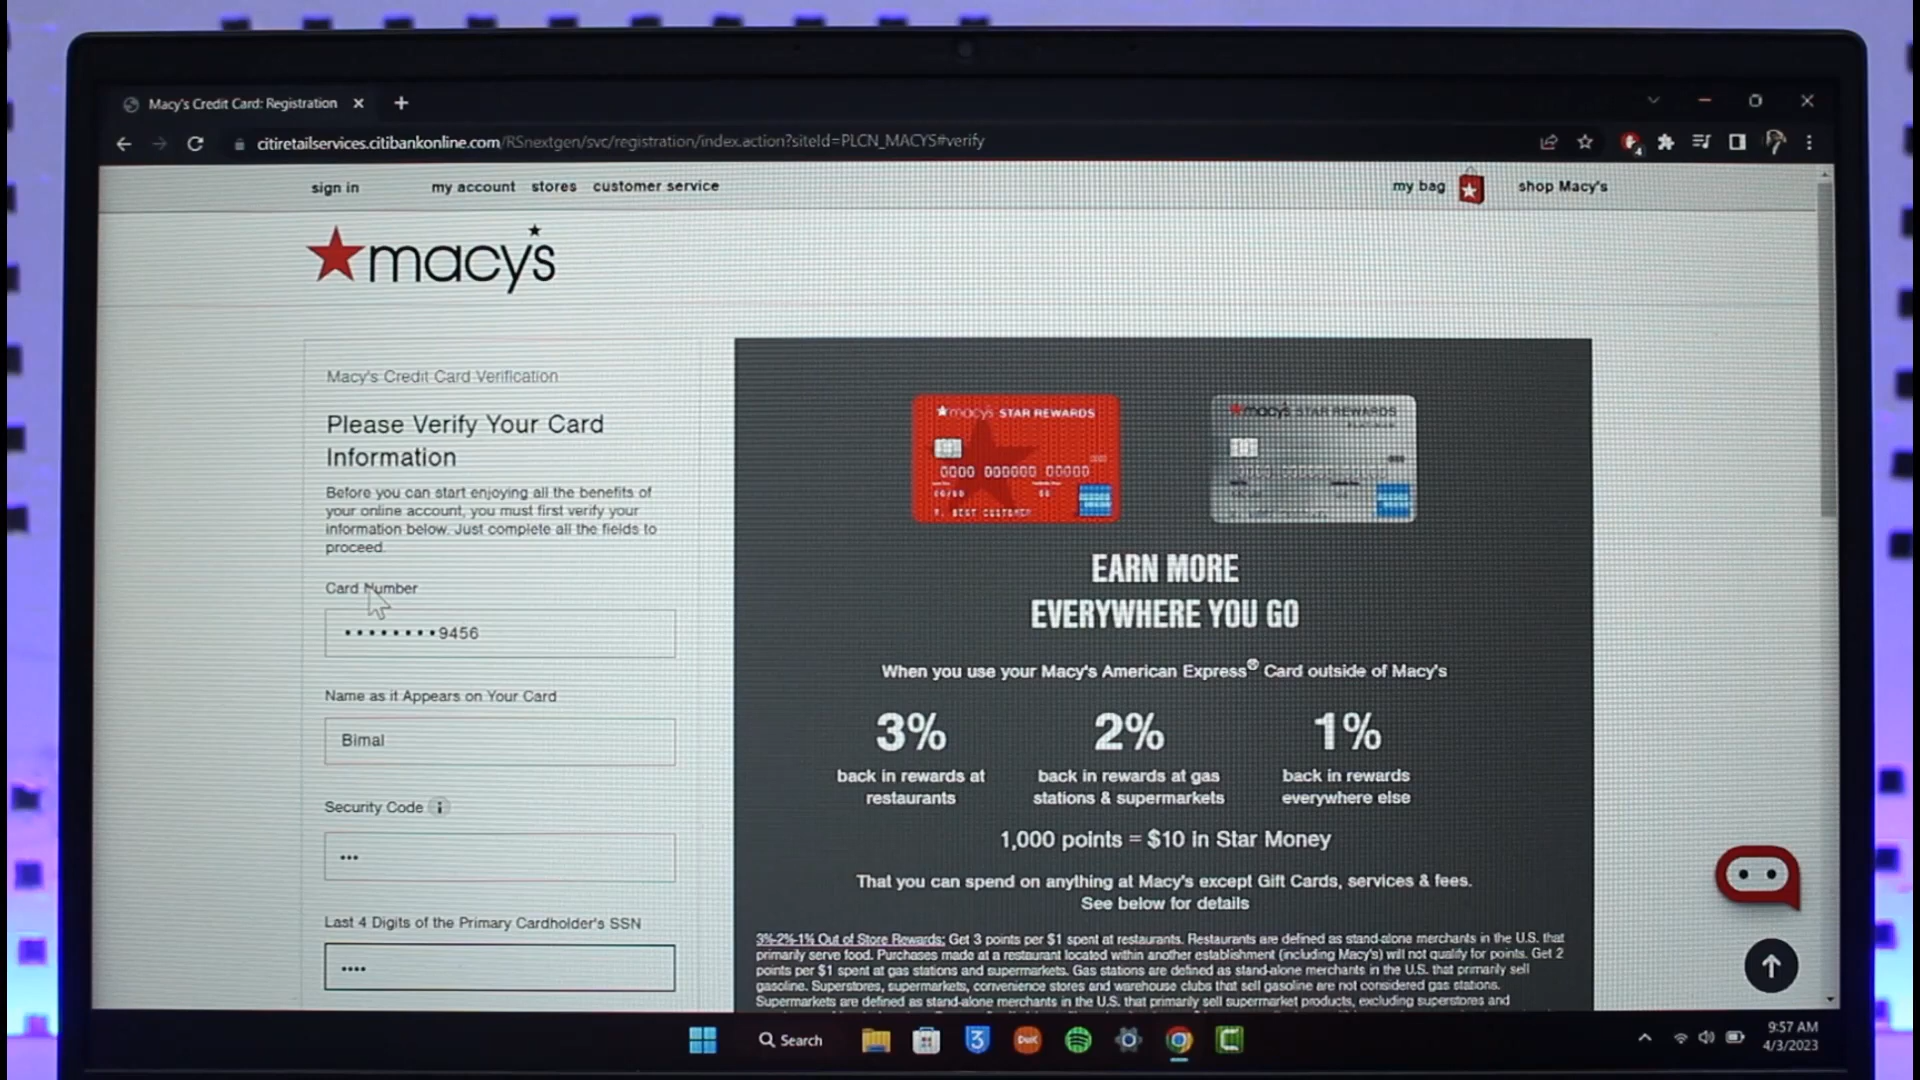 Macy's Credit Card: Registration
citiretailservices.citibankonline.com/RSnextgen/svc/registration/index.action?siteId=PLCN_MACYS#verify
4
sign in my account stores customer service my bag shop Macy's
macy's
Macy's Credit Card Verification
Please Verify Your Card
Information
Before you can start enjoying all the benefits of
your online account, you must first verify your
information below. Just complete all the fields to
proceed.
Card Number
••••••••9456
Name as it Appears on Your Card
Bimal
Security Code i
•••
Last 4 Digits of the Primary Cardholder's SSN
••••
macy's STAR REWARDS
0000 000000 00000
Y. BEST CUSTOMER
macy's STAR REWARDS
PLATINUM
EARN MORE
EVERYWHERE YOU GO
When you use your Macy's American Express® Card outside of Macy's
3% 2% 1%
back in rewards at back in rewards at gas back in rewards
restaurants stations & supermarkets everywhere else
1,000 points = $10 in Star Money
That you can spend on anything at Macy's except Gift Cards, services & fees.
See below for details
3%-2%-1% Out of Store Rewards: Get 3 points per $1 spent at restaurants. Restaurants are defined as stand-alone merchants in the U.S. that
primarily serve food. Purchases made at a restaurant located within another establishment (including Macy's) will not qualify for points. Get 2
points per $1 spent at gas stations and supermarkets. Gas stations are defined as stand-alone merchants in the U.S. that primarily sell
gasoline. Superstores, supermarkets, convenience stores and warehouse clubs that sell gasoline are not considered gas stations.
Supermarkets are defined as stand-alone merchants in the U.S. that primarily sell supermarket products, excluding superstores and
Search
9:57 AM
4/3/2023